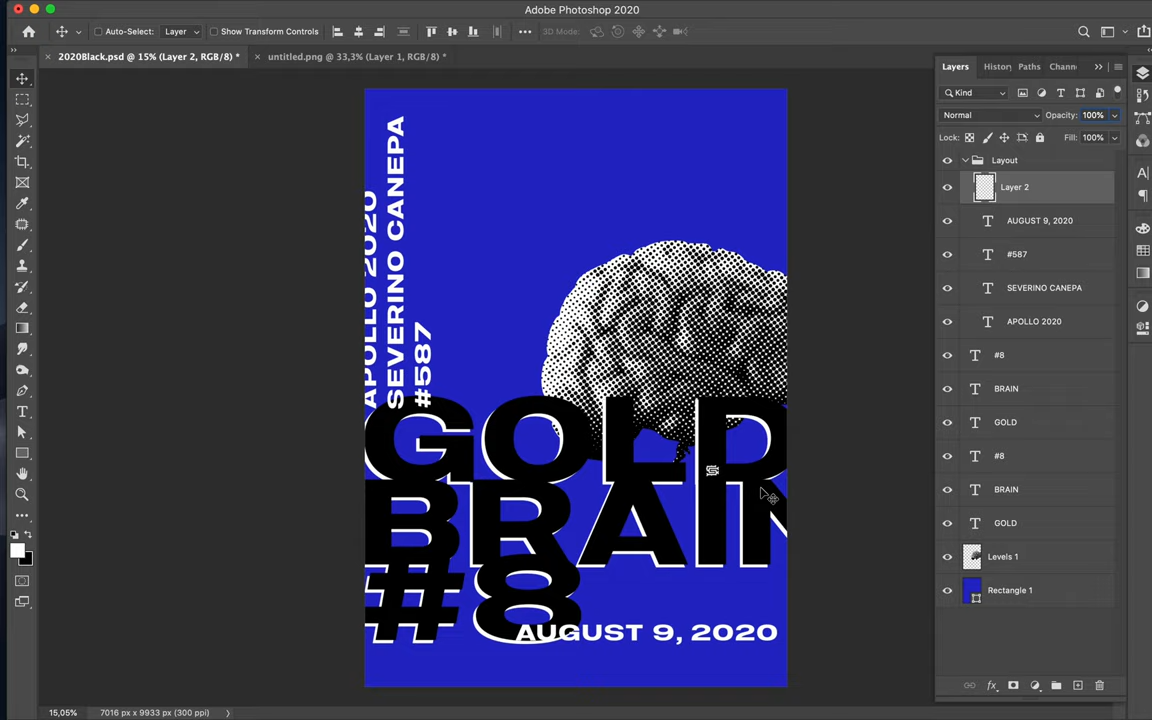 Adobe Photoshop 2020
Auto-Select: Layer Show Transform Controls 3D Mode:
2020Black.psd @ 15% (Layer 2, RGB/8) * untitled.png @ 33,3% (Layer 1, RGB/8) *
Layers History Paths Chann
Kind
Normal Opacity: 100%
Lock: Fill: 100%
Layout
Layer 2
AUGUST 9, 2020
#587
SEVERINO CANEPA
APOLLO 2020
#8
BRAIN
GOLD
#8
BRAIN
GOLD
Levels 1
Rectangle 1
APOLLO 2020
SEVERINO CANEPA
#587
GOLD
BRAIN
#8
AUGUST 9, 2020
15,05% 7016 px x 9933 px (300 ppi)